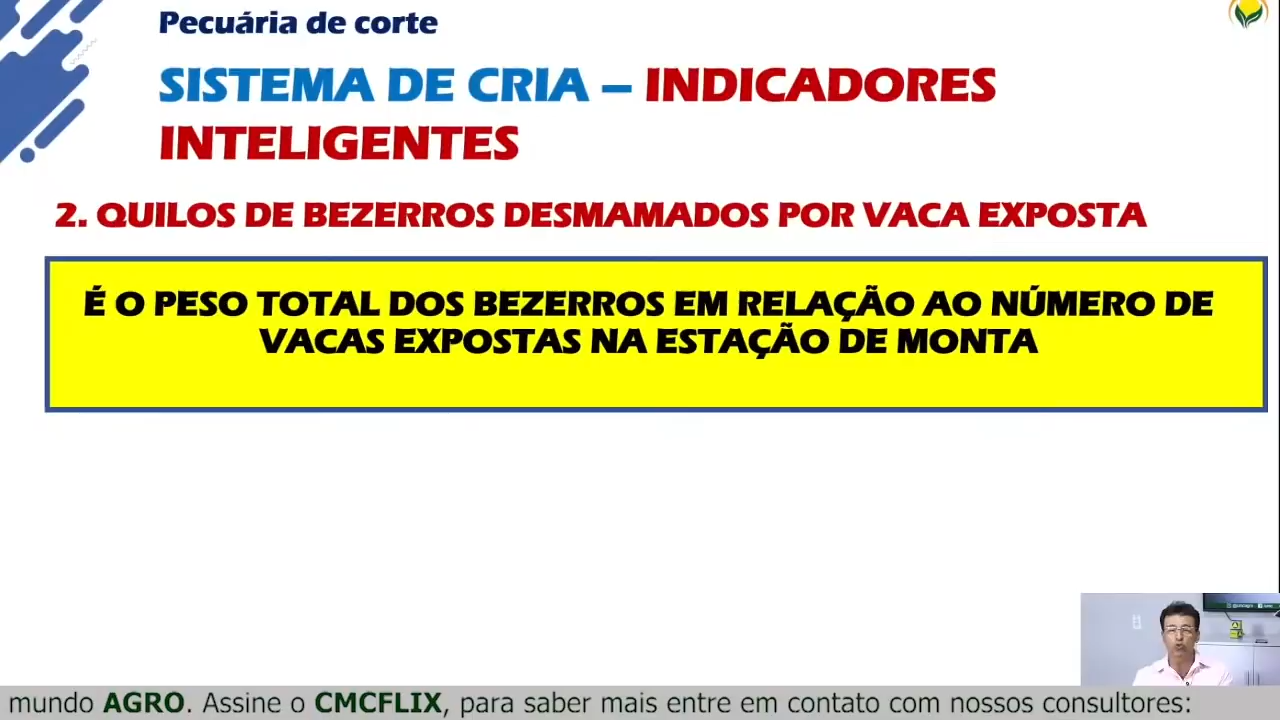 Pecuária de corte
SISTEMA DE CRIA – INDICADORES
INTELIGENTES
2. QUILOS DE BEZERROS DESMAMADOS POR VACA EXPOSTA
É O PESO TOTAL DOS BEZERROS EM RELAÇÃO AO NÚMERO DE
VACAS EXPOSTAS NA ESTAÇÃO DE MONTA
mundo AGRO. Assine o CMCFLIX, para saber mais entre em contato com nossos consultores: